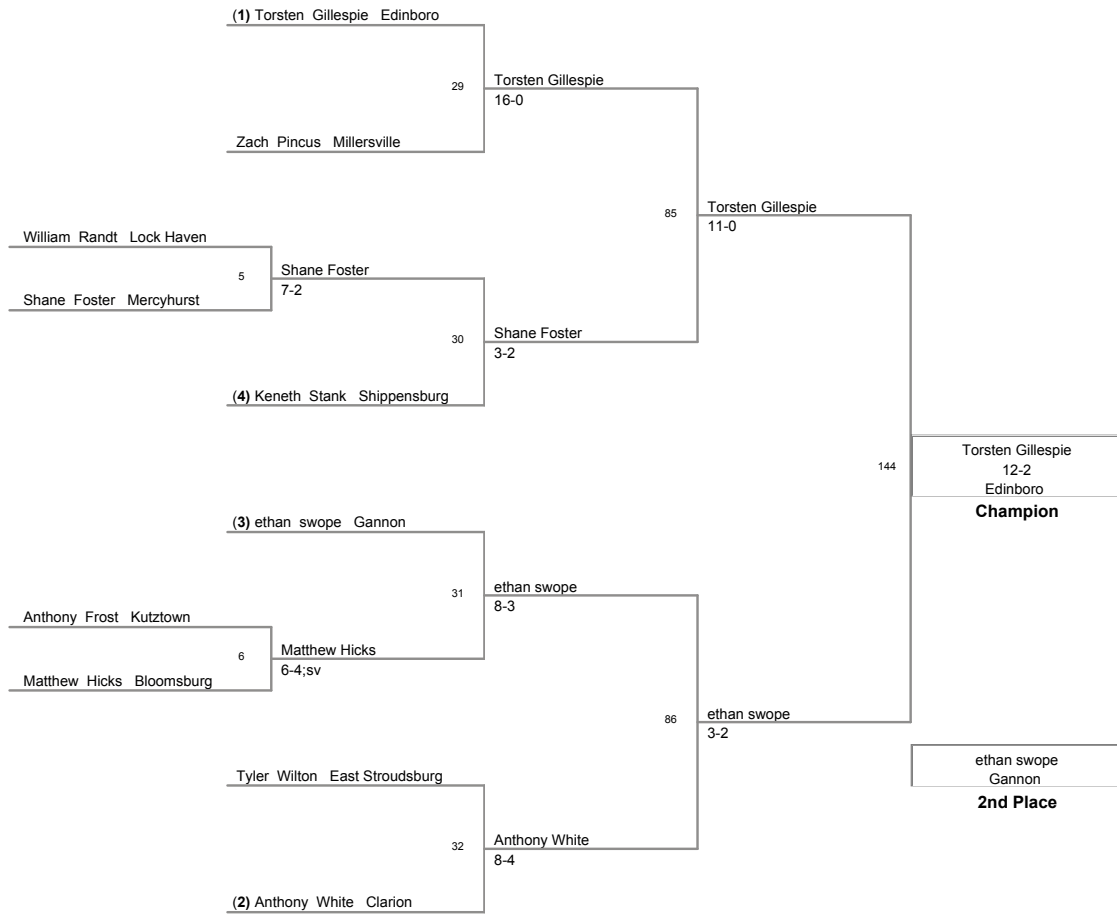 (1) Torsten Gillespie Edinboro
29
Torsten Gillespie
16-0
Zach Pincus Millersville
85
Torsten Gillespie
11-0
William Randt Lock Haven
5
Shane Foster
7-2
Shane Foster Mercyhurst
30
Shane Foster
3-2
(4) Keneth Stank Shippensburg
144
Torsten Gillespie
12-2
Edinboro
Champion
(3) ethan swope Gannon
31
ethan swope
8-3
Anthony Frost Kutztown
6
Matthew Hicks
6-4;sv
Matthew Hicks Bloomsburg
86
ethan swope
3-2
ethan swope
Gannon
2nd Place
Tyler Wilton East Stroudsburg
32
Anthony White
8-4
(2) Anthony White Clarion